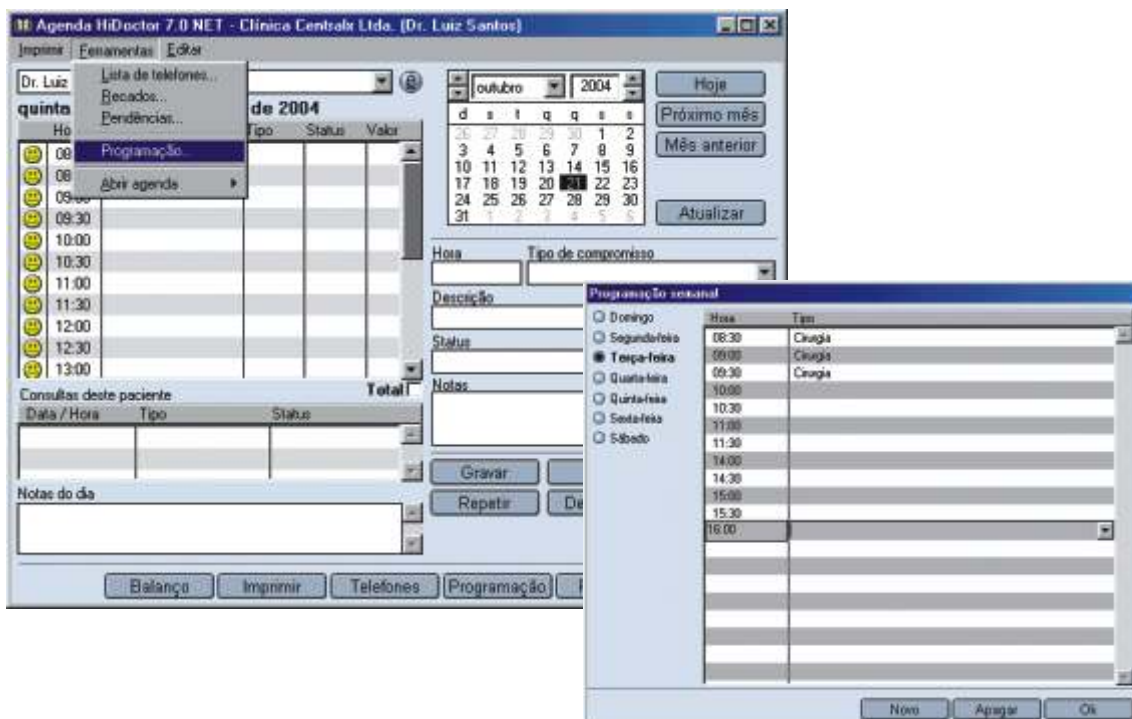 Agenda HiDoctor 7.0 NET - Clínica Centralx Ltda. (Dr. Luiz Santos)
Imprimir Ferramentas Editar
Lista de telefones...
Recados...
Pendências...
Programação...
Abrir agenda
Dr. Luiz
quinta de 2004
Ho Tipo Status Valor
08
08
09:00
09:30
10:00
10:30
11:00
11:30
12:00
12:30
13:00
Consultas deste paciente Total
Data / Hora Tipo Status
Notas do dia
outubro 2004
d s t q q s s
26 27 28 29 30 1 2
3 4 5 6 7 8 9
10 11 12 13 14 15 16
17 18 19 20 21 22 23
24 25 26 27 28 29 30
31 1 2 3 4 5 6
Hoje
Próximo mês
Mês anterior
Atualizar
Hora Tipo de compromisso
Descrição
Status
Notas
Gravar
Repetir De
Balanço Imprimir Telefones Programação
Programação semanal
Domingo
Segunda-feira
Terça-feira
Quarta-feira
Quinta-feira
Sexta-feira
Sábado
Hora Tipo
08:30 Cirurgia
09:00 Cirurgia
09:30 Cirurgia
10:00
10:30
11:00
11:30
14:00
14:30
15:00
15:30
16:00
Novo Apagar Ok